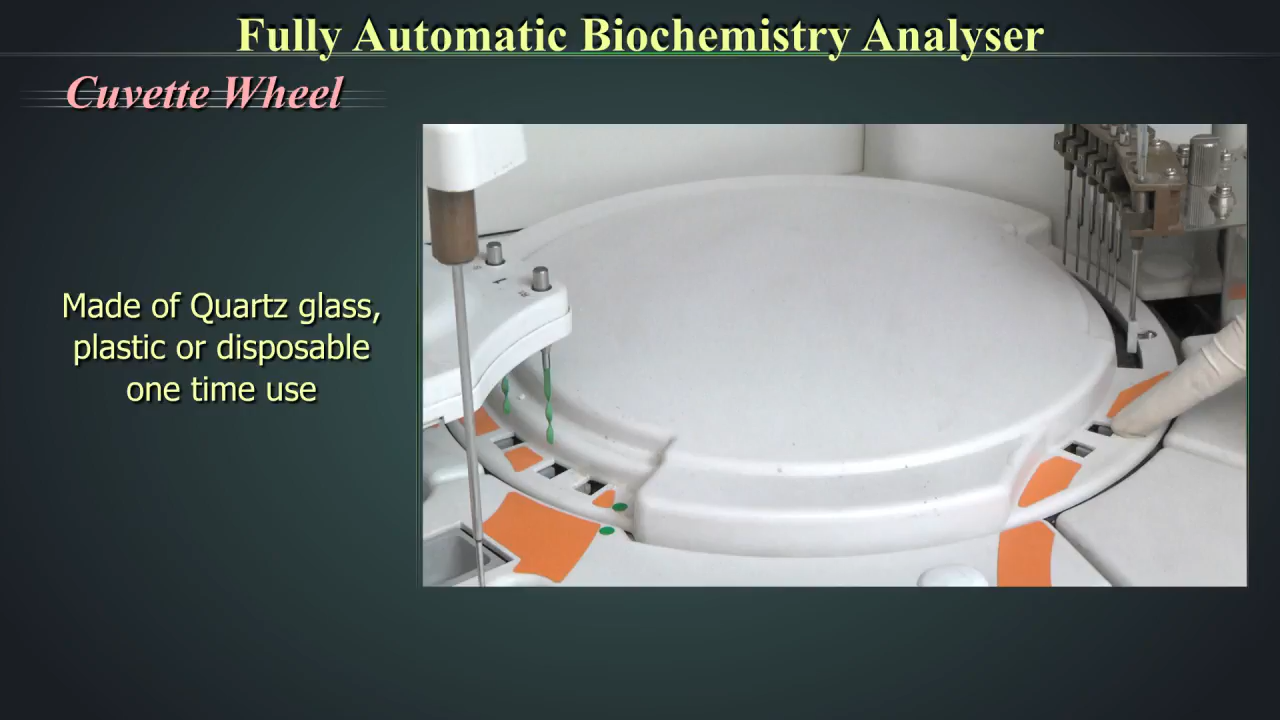 Fully Automatic Biochemistry Analyser
Cuvette Wheel
Made of Quartz glass,
plastic or disposable
one time use